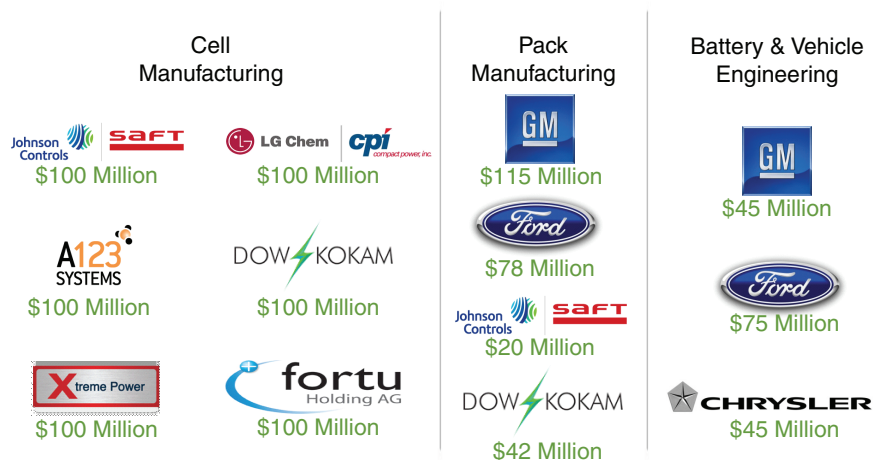 Cell
Manufacturing
Johnson
Controls
SAFT
$100 Million
LG
LG Chem
cpi
compact power, inc.
$100 Million
A123
SYSTEMS
$100 Million
DOW KOKAM
$100 Million
Xtreme Power
$100 Million
fortu
Holding AG
$100 Million
Pack
Manufacturing
GM
$115 Million
Ford
$78 Million
Johnson
Controls
SAFT
$20 Million
DOW KOKAM
$42 Million
Battery & Vehicle
Engineering
GM
$45 Million
Ford
$75 Million
CHRYSLER
$45 Million